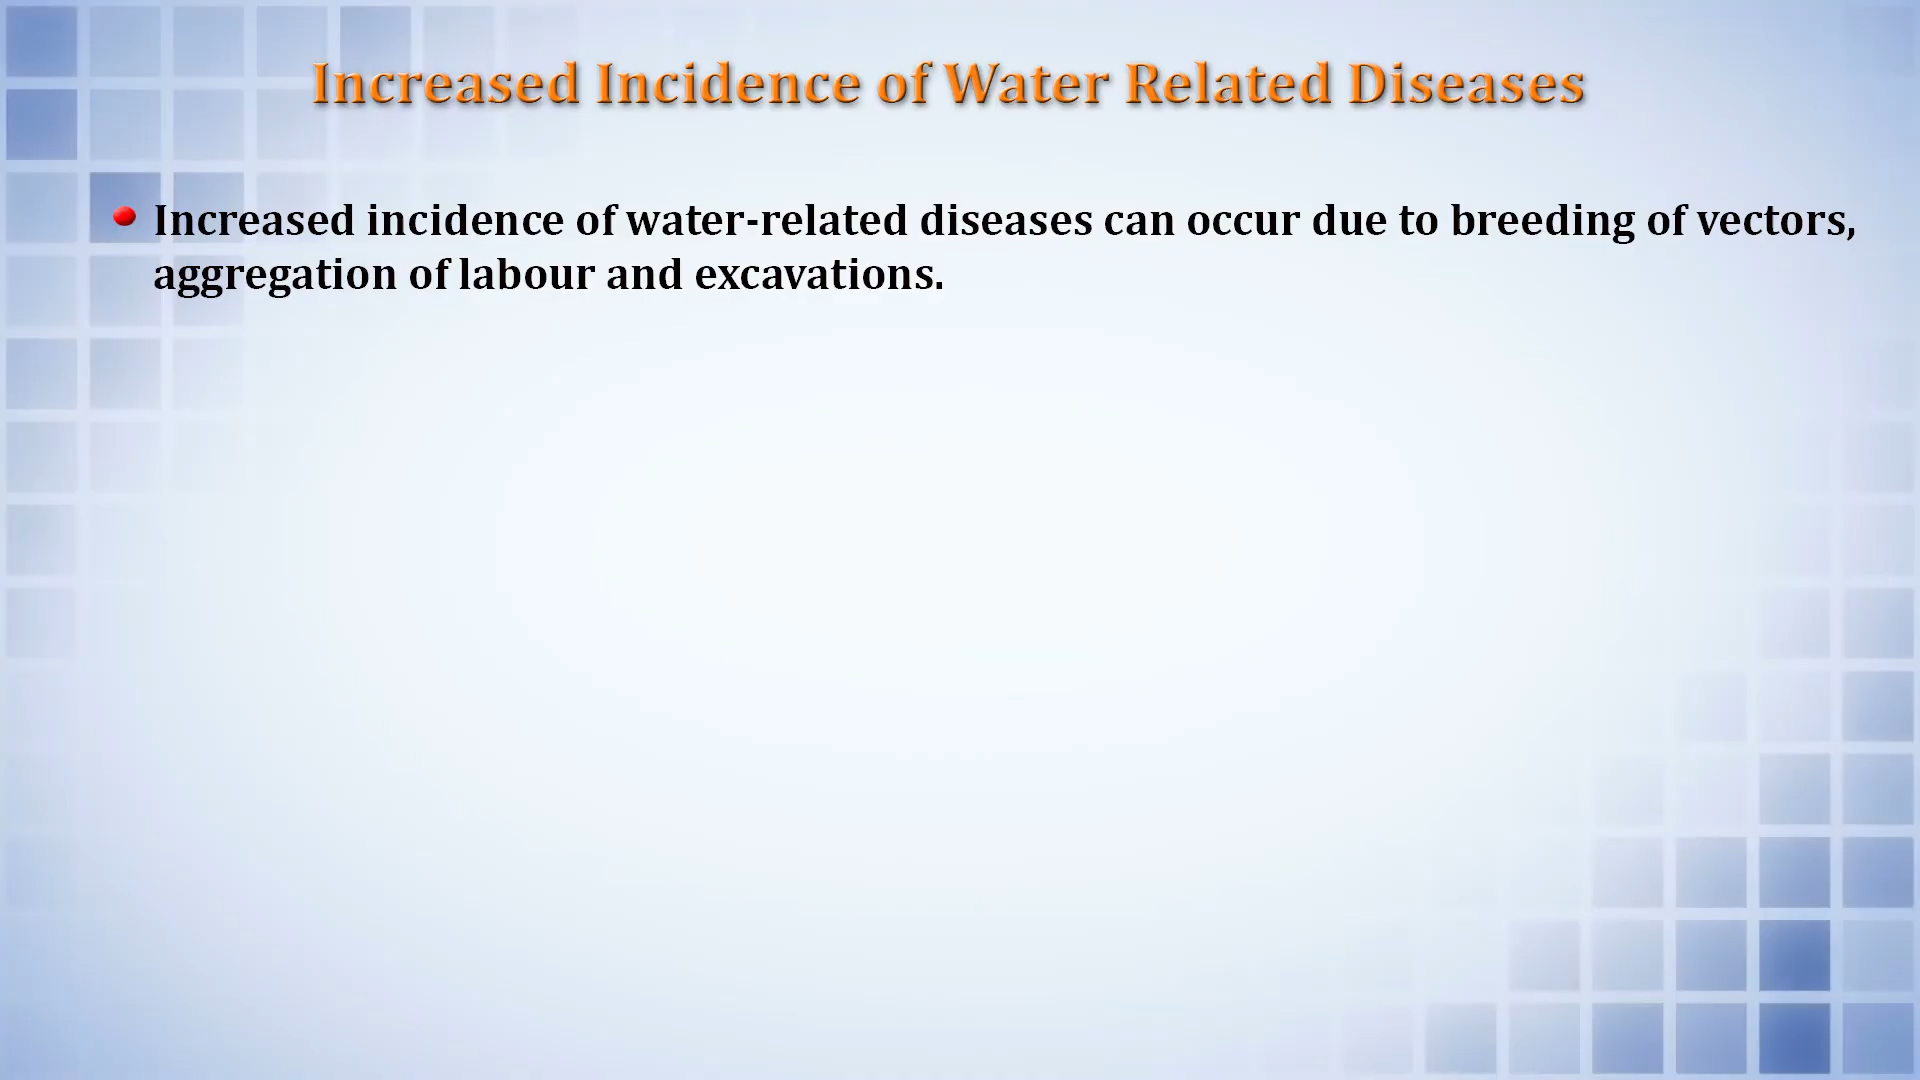 Increased Incidence of Water Related Diseases
Increased incidence of water-related diseases can occur due to breeding of vectors,
aggregation of labour and excavations.